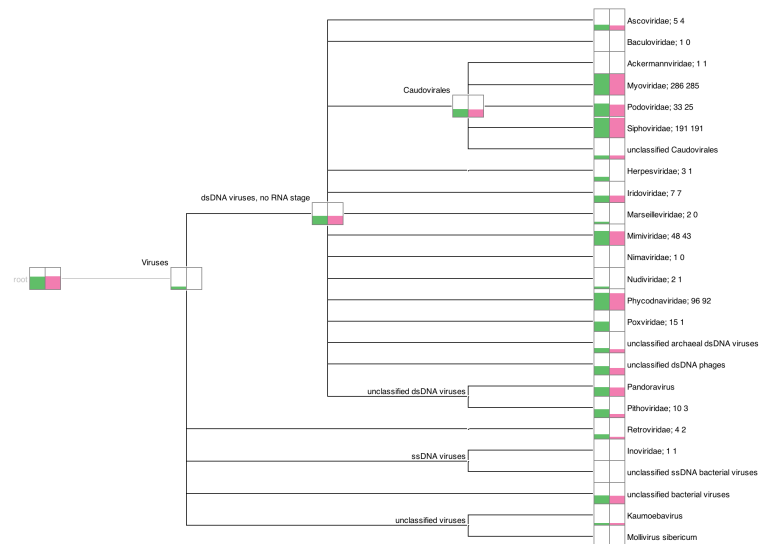 Ascoviridae; 5 4
Baculoviridae; 1 0
Ackermannviridae; 1 1
Caudovirales
Myoviridae; 286 285
Podoviridae; 33 25
Siphoviridae; 191 191
unclassified Caudovirales
Herpesviridae; 3 1
dsDNA viruses, no RNA stage
Iridoviridae; 7 7
Marseilleviridae; 2 0
Mimiviridae; 48 43
Viruses
Nimaviridae; 1 0
root
Nudiviridae; 2 1
Phycodnaviridae; 96 92
Poxviridae; 15 1
unclassified archaeal dsDNA viruses
unclassified dsDNA phages
unclassified dsDNA viruses
Pandoravirus
Pithoviridae; 10 3
Retroviridae; 4 2
ssDNA viruses
Inoviridae; 1 1
unclassified ssDNA bacterial viruses
unclassified bacterial viruses
unclassified viruses
Kaumoebavirus
Mollivirus sibericum